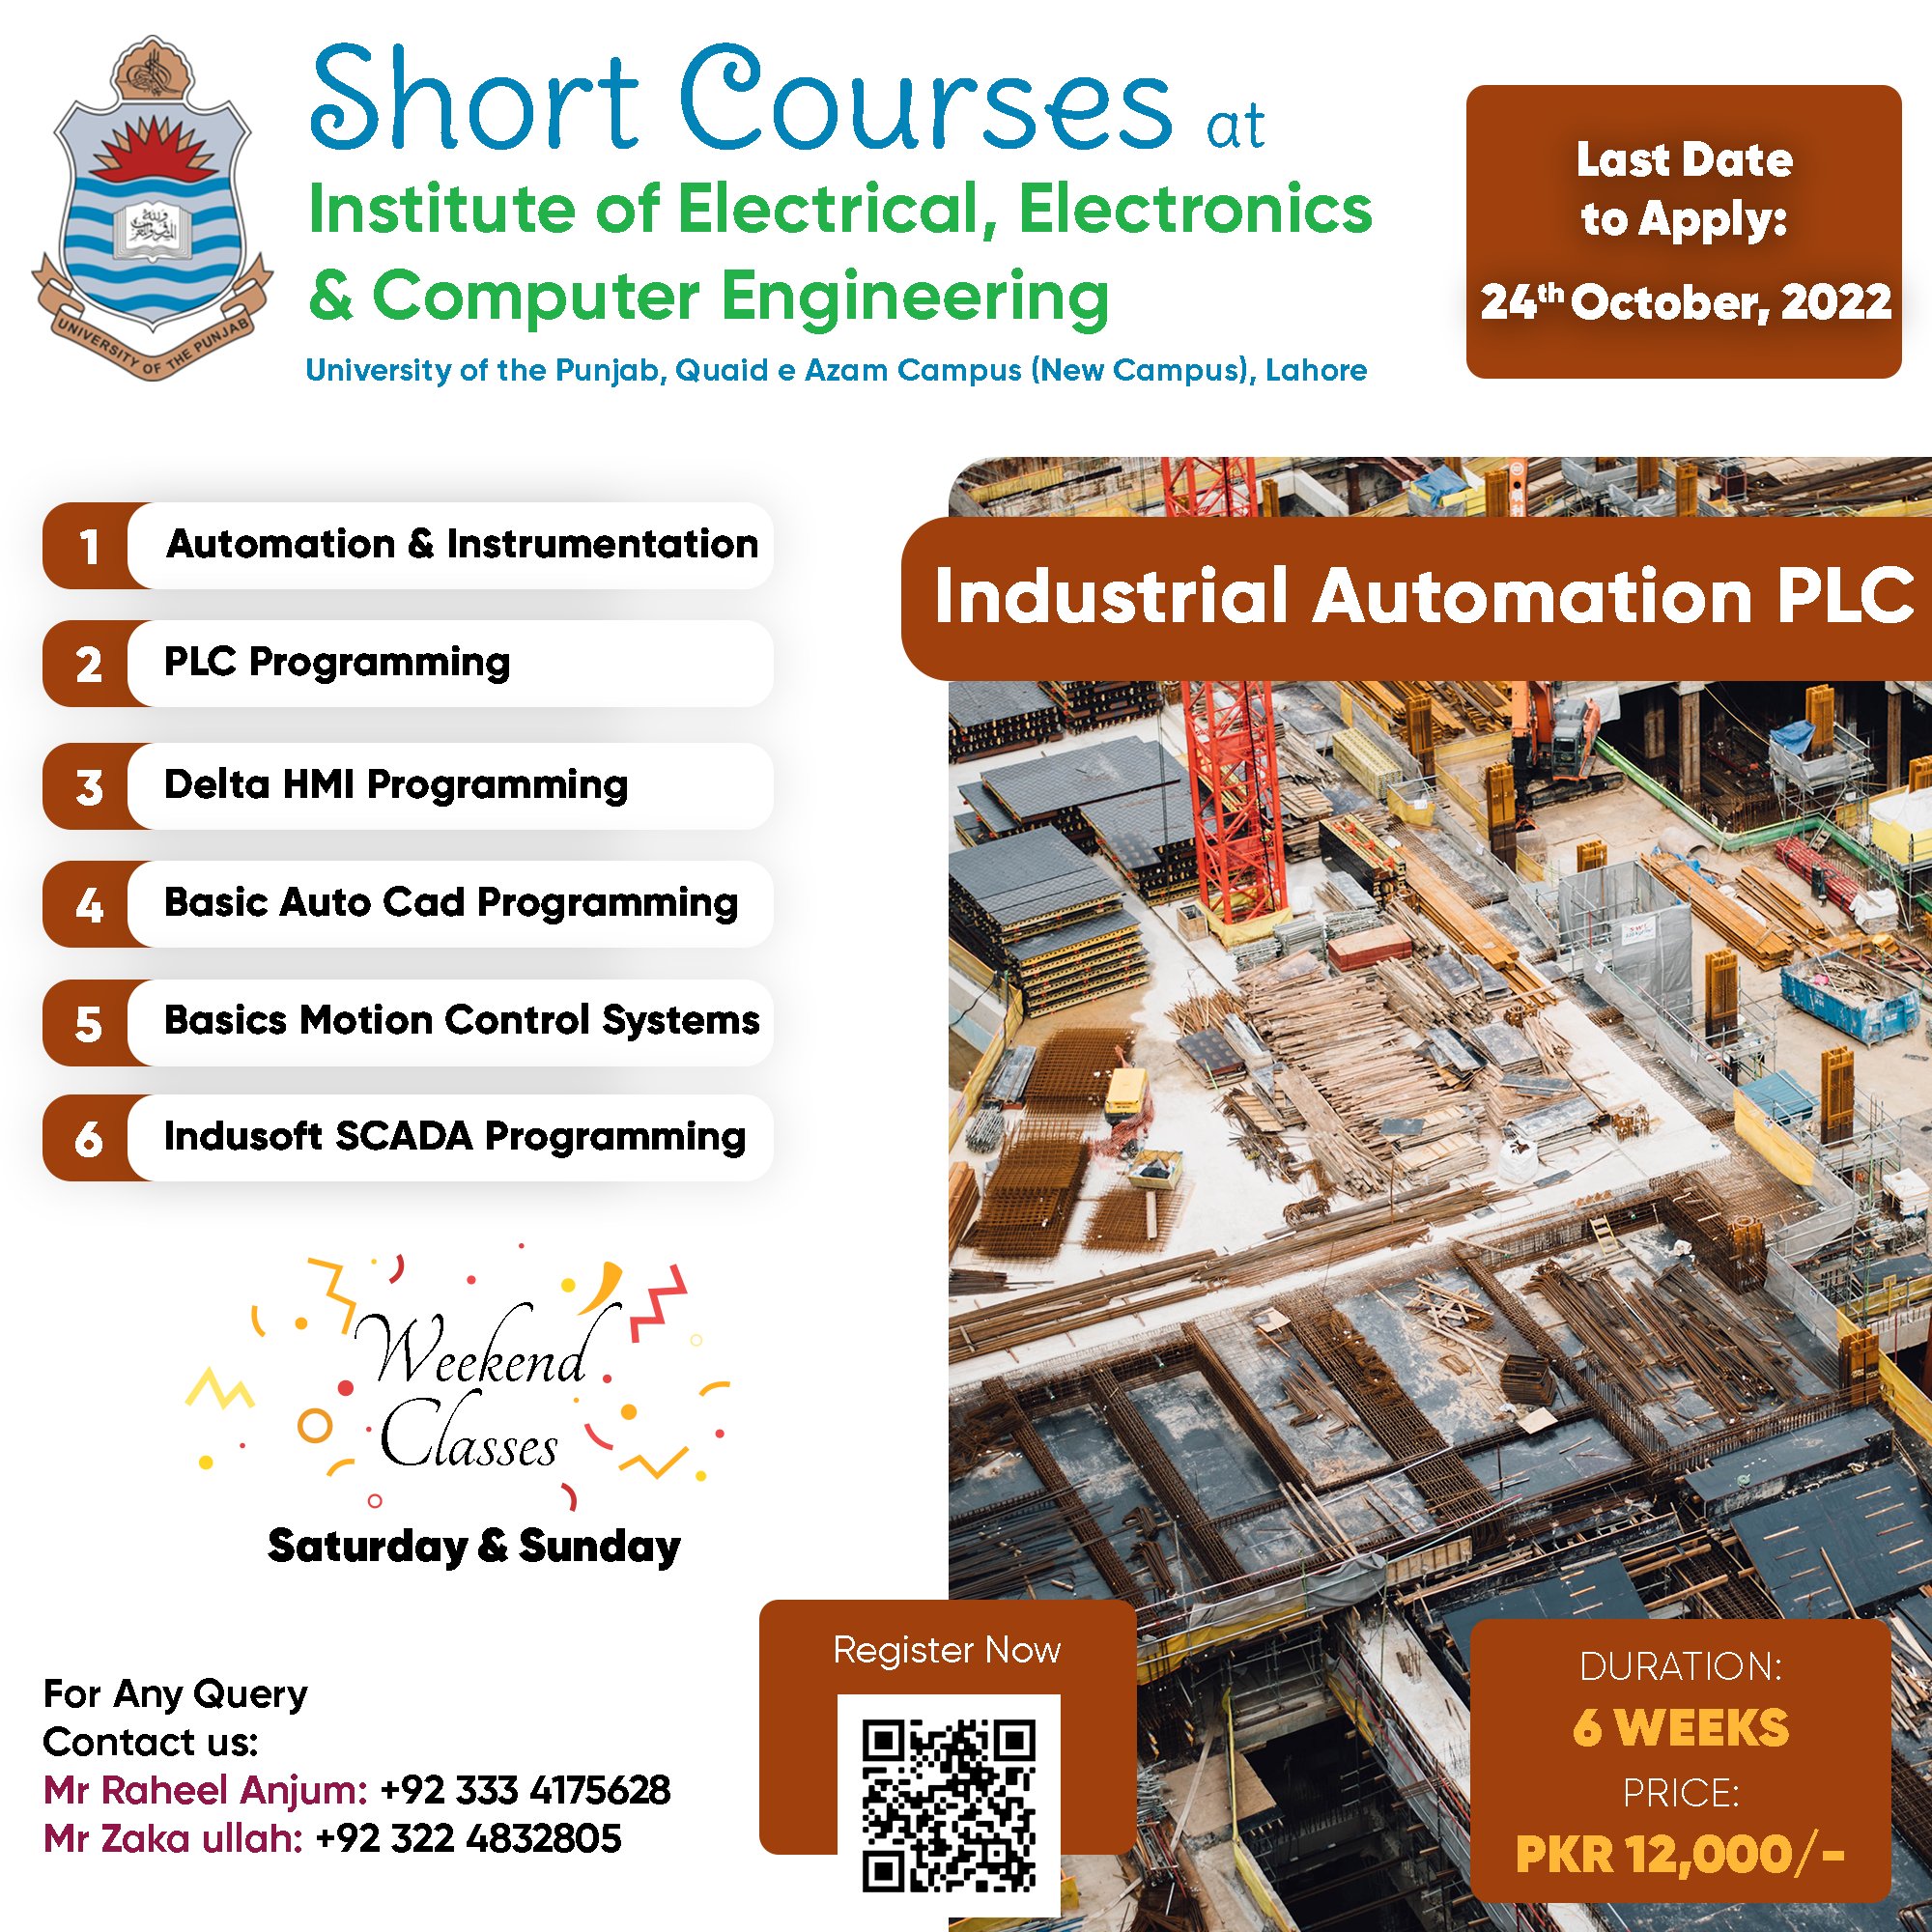 Short Courses at
Institute of Electrical, Electronics
& Computer Engineering
University of the Punjab, Quaid e Azam Campus (New Campus), Lahore
UNIVERSITY OF THE PUNJAB
Last Date
to Apply:
24th October, 2022
1 Automation & Instrumentation
2 PLC Programming
3 Delta HMI Programming
4 Basic Auto Cad Programming
5 Basics Motion Control Systems
6 Indusoft SCADA Programming
Industrial Automation PLC
Weekend
Classes
Saturday & Sunday
For Any Query
Contact us:
Mr Raheel Anjum: +92 333 4175628
Mr Zaka ullah: +92 322 4832805
Register Now
DURATION:
6 WEEKS
PRICE:
PKR 12,000/-